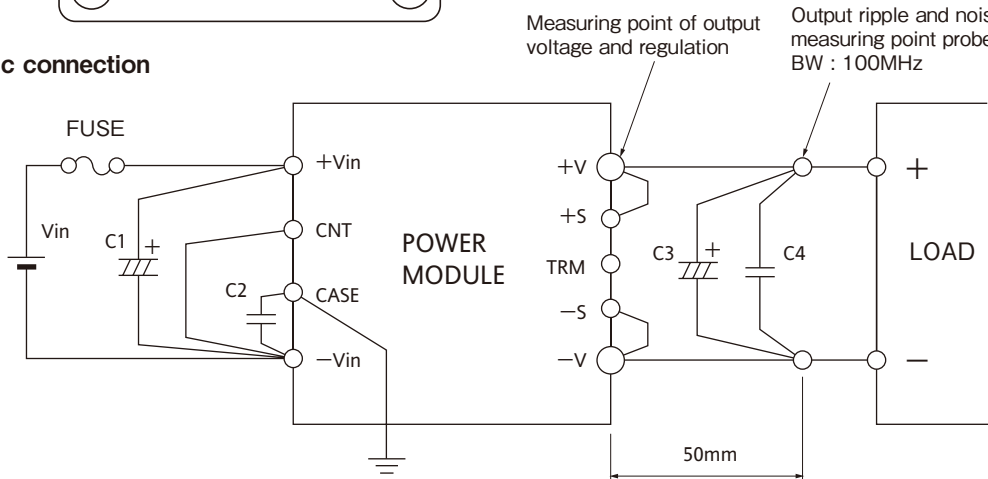 Measuring point of output
voltage and regulation
Output ripple and nois
measuring point probe
BW : 100MHz
c connection
FUSE
+Vin
+V
+
Vin
C1
+
CNT
+S
POWER
MODULE
TRM
C3
+
C4
LOAD
C2
CASE
−S
−Vin
−V
−
50mm